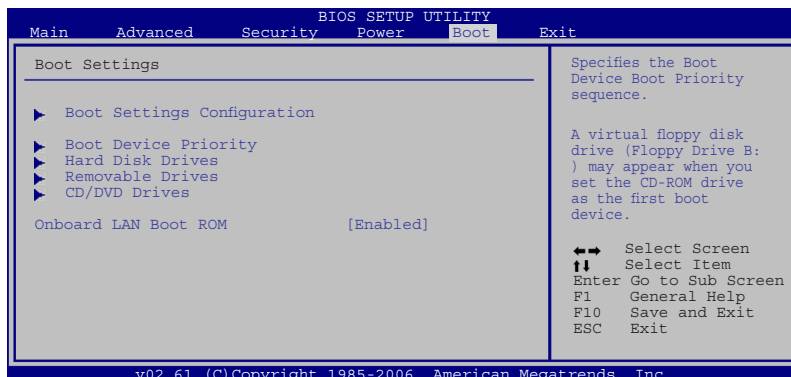 BIOS SETUP UTILITY
Main Advanced Security Power Boot Exit
Boot Settings
Boot Settings Configuration
Boot Device Priority
Hard Disk Drives
Removable Drives
CD/DVD Drives
Onboard LAN Boot ROM [Enabled]
Specifies the Boot
Device Boot Priority
sequence.
A virtual floppy disk
drive (Floppy Drive B:
) may appear when you
set the CD-ROM drive
as the first boot
device.
←→ Select Screen
↑↓ Select Item
Enter Go to Sub Screen
F1 General Help
F10 Save and Exit
ESC Exit
v02.61 (C)Copyright 1985-2006, American Megatrends, Inc.